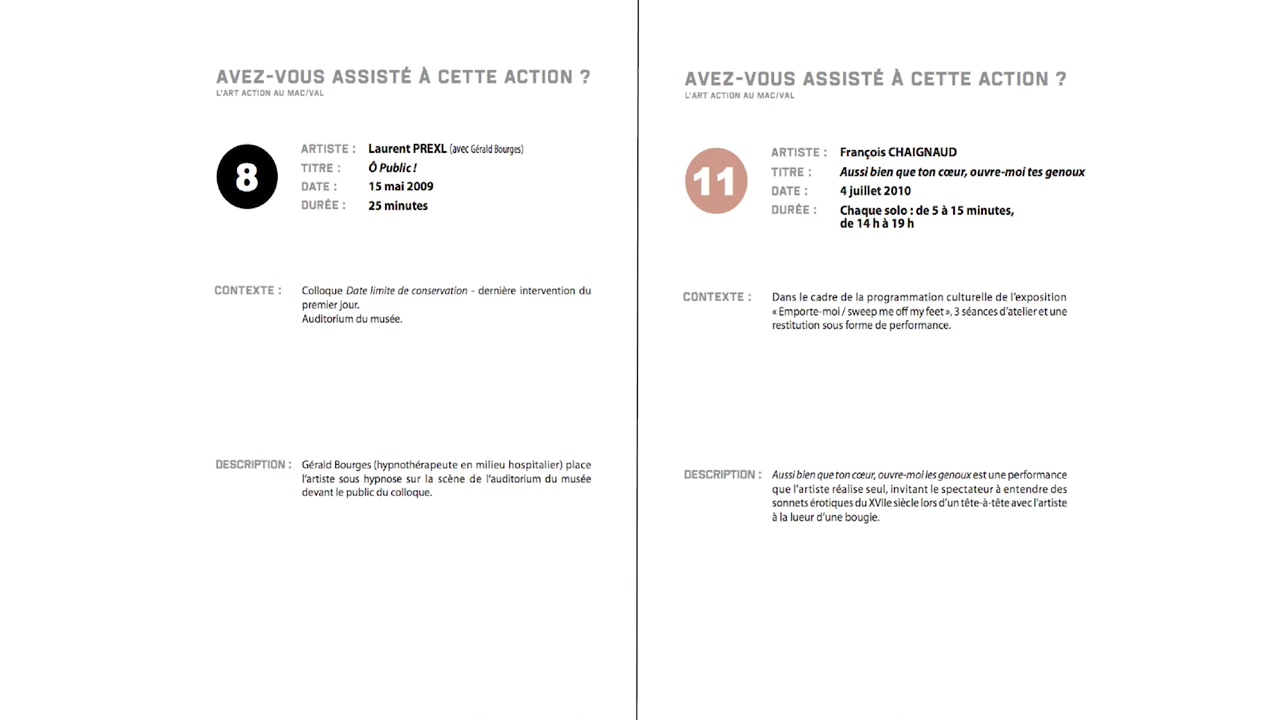 AVEZ-VOUS ASSISTÉ À CETTE ACTION ?
L'ART ACTION AU MAC/VAL
8
ARTISTE : Laurent PREXL (avec Gérald Bourges)
TITRE : Ô Public !
DATE : 15 mai 2009
DURÉE : 25 minutes
CONTEXTE : Colloque Date limite de conservation - dernière intervention du
premier jour.
Auditorium du musée.
DESCRIPTION : Gérald Bourges (hypnothérapeute en milieu hospitalier) place
l'artiste sous hypnose sur la scène de l'auditorium du musée
devant le public du colloque.
AVEZ-VOUS ASSISTÉ À CETTE ACTION ?
L'ART ACTION AU MAC/VAL
11
ARTISTE : François CHAIGNAUD
TITRE : Aussi bien que ton cœur, ouvre-moi tes genoux
DATE : 4 juillet 2010
DURÉE : Chaque solo : de 5 à 15 minutes,
de 14 h à 19 h
CONTEXTE : Dans le cadre de la programmation culturelle de l'exposition
« Emporte-moi / sweep me off my feet », 3 séances d'atelier et une
restitution sous forme de performance.
DESCRIPTION : Aussi bien que ton cœur, ouvre-moi les genoux est une performance
que l'artiste réalise seul, invitant le spectateur à entendre des
sonnets érotiques du XVIIe siècle lors d'un tête-à-tête avec l'artiste
à la lueur d'une bougie.